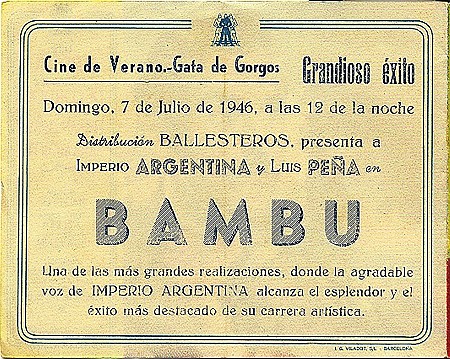 Cine de Verano.-Gata de Gorgos Grandioso éxito
Domingo, 7 de Julio de 1946, a las 12 de la noche
Distribución BALLESTEROS, presenta a
IMPERIO ARGENTINA y LUIS PEÑA en
BAMBU
Una de las más grandes realizaciones, donde la agradable
voz de IMPERIO ARGENTINA alcanza el esplendor y el
éxito más destacado de su carrera artística.
I. G. VILADOT, S.L. - BARCELONA